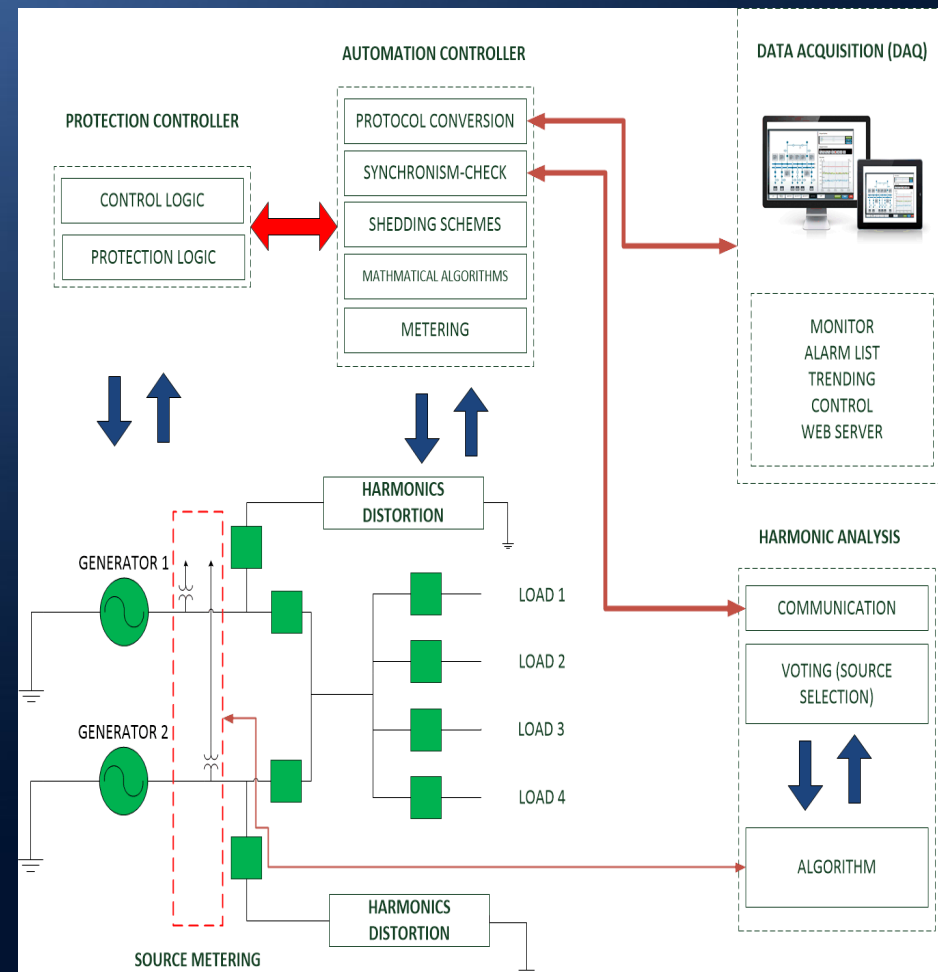 AUTOMATION CONTROLLER
DATA ACQUISITION (DAQ)
PROTECTION CONTROLLER
CONTROL LOGIC
PROTECTION LOGIC
PROTOCOL CONVERSION
SYNCHRONISM-CHECK
SHEDDING SCHEMES
MATHMATICAL ALGORITHMS
METERING
MONITOR
ALARM LIST
TRENDING
CONTROL
WEB SERVER
HARMONICS
DISTORTION
HARMONIC ANALYSIS
GENERATOR 1
LOAD 1
LOAD 2
LOAD 3
LOAD 4
COMMUNICATION
VOTING (SOURCE
SELECTION)
GENERATOR 2
ALGORITHM
HARMONICS
DISTORTION
SOURCE METERING